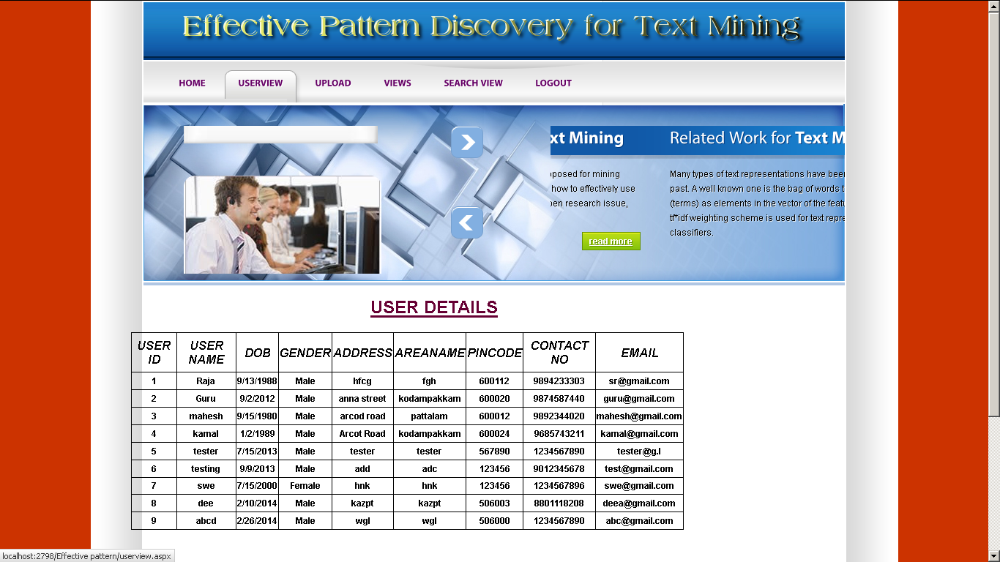 Effective Pattern Discovery for Text Mining
HOME USERVIEW UPLOAD VIEWS SEARCH VIEW LOGOUT
xt Mining
posed for mining
how to effectively use
en research issue,
read more
Related Work for Text M
Many types of text representations have been
past. A well known one is the bag of words t
(terms) as elements in the vector of the featu
tf*idf weighting scheme is used for text repre
classifiers.
USER DETAILS
USER ID USER NAME DOB GENDER ADDRESS AREANAME PINCODE CONTACT NO EMAIL
1 Raja 9/13/1988 Male hfcg fgh 600112 9894233303 sr@gmail.com
2 Guru 9/2/2012 Male anna street kodampakkam 600020 9874587440 guru@gmail.com
3 mahesh 9/15/1980 Male arcod road pattalam 600012 9892344020 mahesh@gmail.com
4 kamal 1/2/1989 Male Arcot Road kodampakkam 600024 9685743211 kamal@gmail.com
5 tester 7/15/2013 Male tester tester 567890 1234567890 tester@g.l
6 testing 9/9/2013 Male add adc 123456 9012345678 test@gmail.com
7 swe 7/15/2000 Female hnk hnk 123456 1234567896 swe@gmail.com
8 dee 2/10/2014 Male kazpt kazpt 506003 8801118208 deea@gmail.com
9 abcd 2/26/2014 Male wgl wgl 506000 1234567890 abc@gmail.com
localhost:2798/Effective pattern/userview.aspx